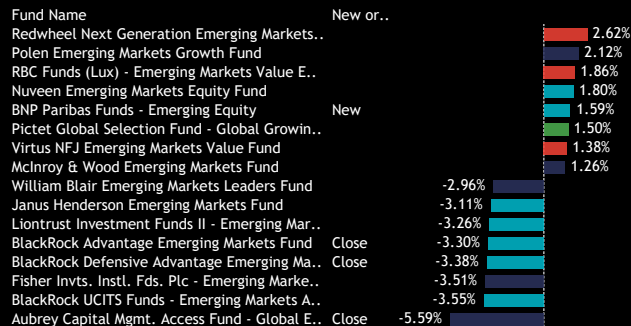 Fund Name New or..
Redwheel Next Generation Emerging Markets.. 2.62%
Polen Emerging Markets Growth Fund 2.12%
RBC Funds (Lux) - Emerging Markets Value E.. 1.86%
Nuveen Emerging Markets Equity Fund 1.80%
BNP Paribas Funds - Emerging Equity New 1.59%
Pictet Global Selection Fund - Global Growin.. 1.50%
Virtus NFJ Emerging Markets Value Fund 1.38%
McInroy & Wood Emerging Markets Fund 1.26%
William Blair Emerging Markets Leaders Fund -2.96%
Janus Henderson Emerging Markets Fund -3.11%
Liontrust Investment Funds II - Emerging Mar.. -3.26%
BlackRock Advantage Emerging Markets Fund Close -3.30%
BlackRock Defensive Advantage Emerging Ma.. Close -3.38%
Fisher Invts. Instl. Fds. Plc - Emerging Marke.. -3.51%
BlackRock UCITS Funds - Emerging Markets A.. -3.55%
Aubrey Capital Mgmt. Access Fund - Global E.. Close -5.59%